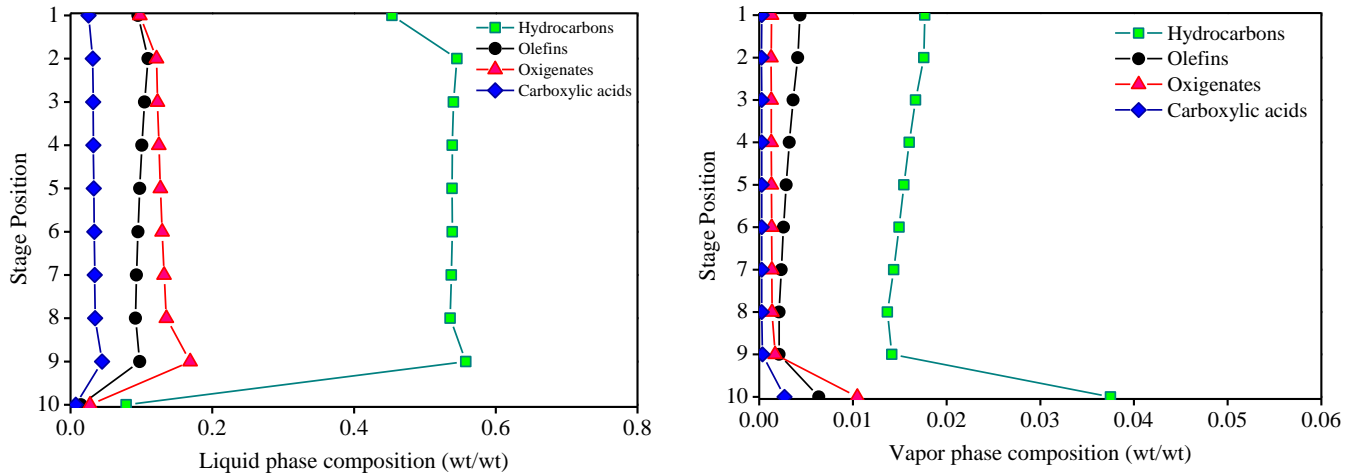 1
2
3
4
5
6
7
8
9
10
Stage Position
Hydrocarbons
Olefins
Oxigenates
Carboxylic acids
0.0 0.2 0.4 0.6 0.8
Liquid phase composition (wt/wt)
1
2
3
4
5
6
7
8
9
10
Stage Position
Hydrocarbons
Olefins
Oxigenates
Carboxylic acids
0.00 0.01 0.02 0.03 0.04 0.05 0.06
Vapor phase composition (wt/wt)